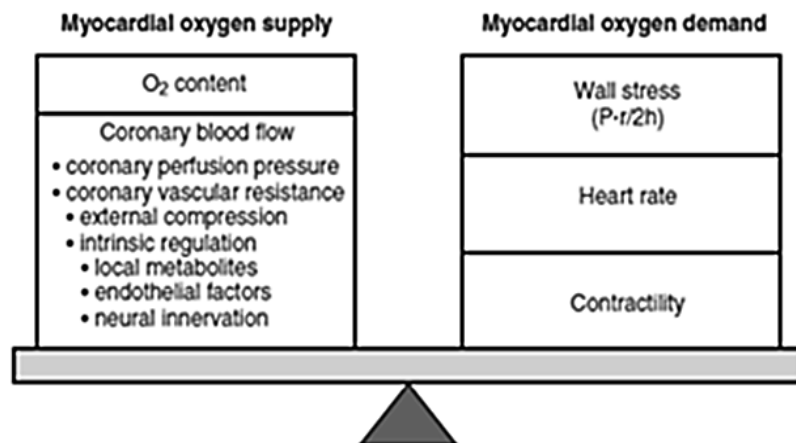 Myocardial oxygen supply
O₂ content
Coronary blood flow
• coronary perfusion pressure
• coronary vascular resistance
• external compression
• intrinsic regulation
• local metabolites
• endothelial factors
• neural innervation
Myocardial oxygen demand
Wall stress
(P·r/2h)
Heart rate
Contractility